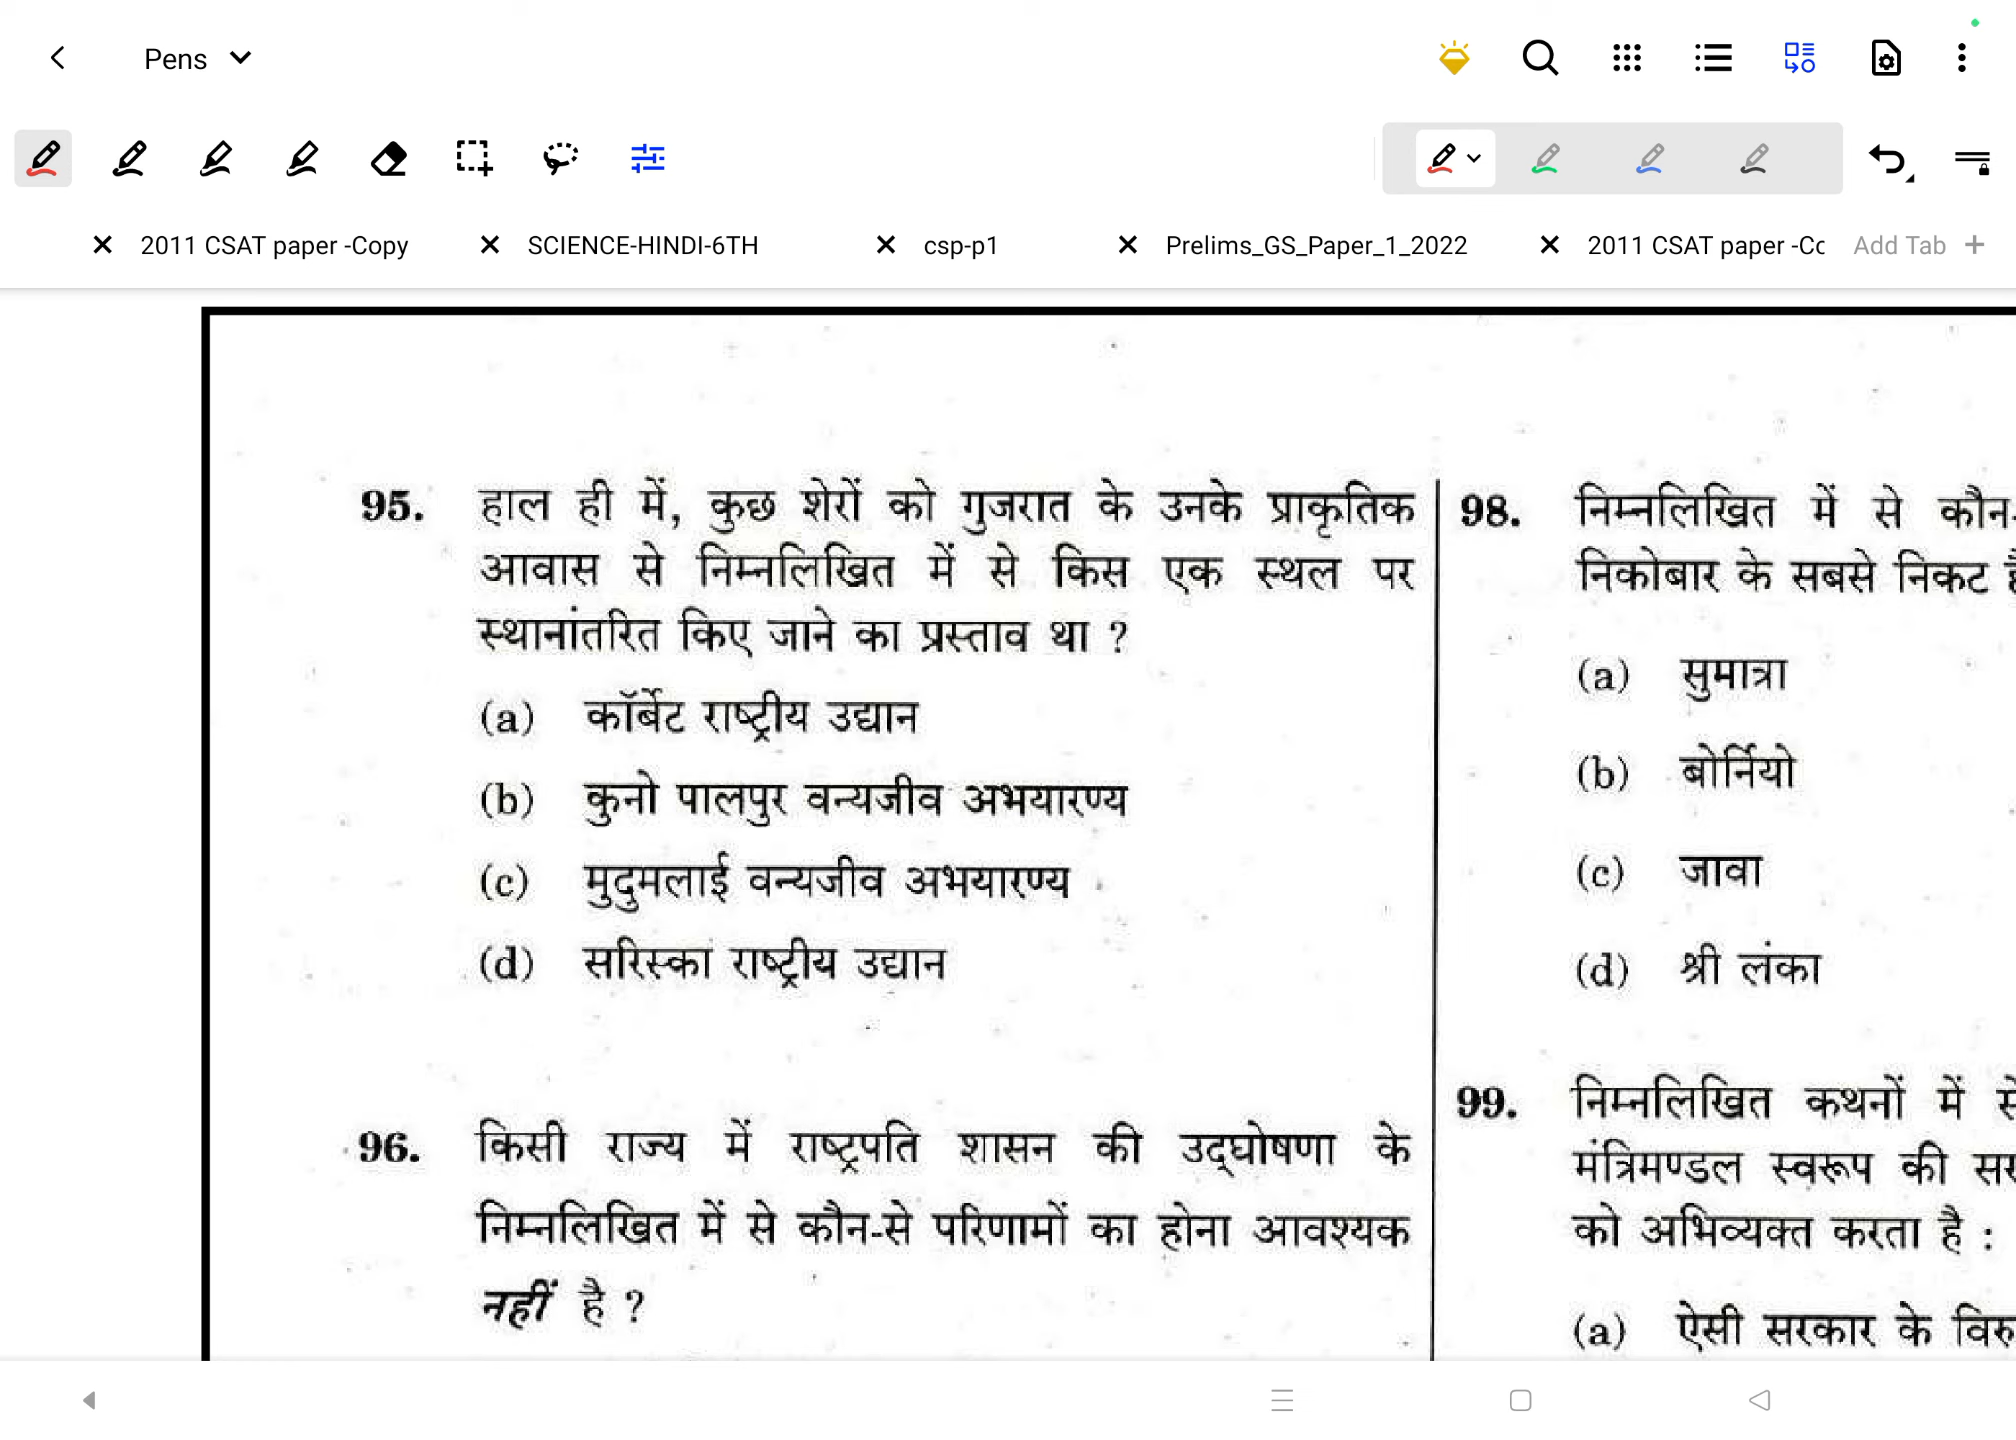 Pens
2011 CSAT paper -Copy
SCIENCE-HINDI-6TH
csp-p1
Prelims_GS_Paper_1_2022
2011 CSAT paper -Cc
Add Tab +
95. हाल ही में, कुछ शेरों को गुजरात के उनके प्राकृतिक
आवास से निम्नलिखित में से किस एक स्थल पर
स्थानांतरित किए जाने का प्रस्ताव था ?
(a) कॉर्बेट राष्ट्रीय उद्यान
(b) कुनो पालपुर वन्यजीव अभयारण्य
(c) मुदुमलाई वन्यजीव अभयारण्य
(d) सरिस्का राष्ट्रीय उद्यान
96. किसी राज्य में राष्ट्रपति शासन की उद्घोषणा के
निम्नलिखित में से कौन-से परिणामों का होना आवश्यक
नहीं है ?
98. निम्नलिखित में से कौन-
निकोबार के सबसे निकट
(a) सुमात्रा
(b) बोर्नियो
(c) जावा
(d) श्री लंका
99. निम्नलिखित कथनों में
मंत्रिमण्डल स्वरूप की
को अभिव्यक्त करता है :
(a) ऐसी सरकार के